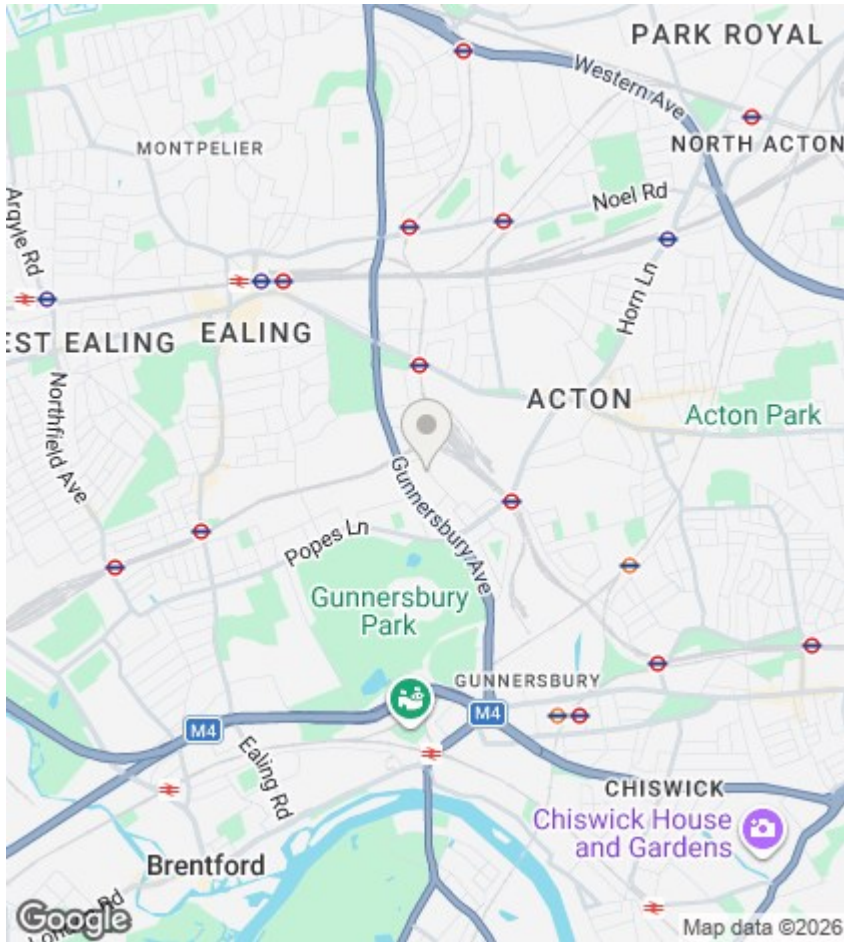 PARK ROYAL
Western Ave
MONTPELIER
NORTH ACTON
Argyle Rd
Noel Rd
Horn Ln
EST EALING
EALING
ACTON
Acton Park
Northfield Ave
Gunnersbury Ave
Popes Ln
Gunnersbury
Park
GUNNERSBURY
M4
M4
Ealing Rd
CHISWICK
Chiswick House
and Gardens
Brentford
Rd
Google
Map data ©2026